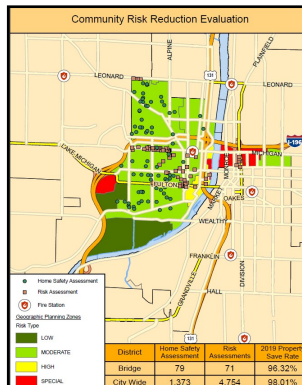 Community Risk Reduction Evaluation
ALPINE
PLAINFIELD
131
LEONARD
LEONARD
I-196
MICHIGAN
LAKE MICHIGAN
MONROE
FULTON
MARKET
OAKES
WEALTHY
FRANKLIN
GRANDVILLE
DIVISION
HALL
131
Home Safety Assessment
Risk Assessment
Fire Station
Geographic Planning Zones
Risk Type
LOW
MODERATE
HIGH
SPECIAL
District Home Safety Assessment Risk Assessments 2019 Property Save Rate
Bridge 79 71 96.32%
City Wide 1,373 4,754 98.01%